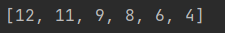 [12, 11, 9, 8, 6, 4]